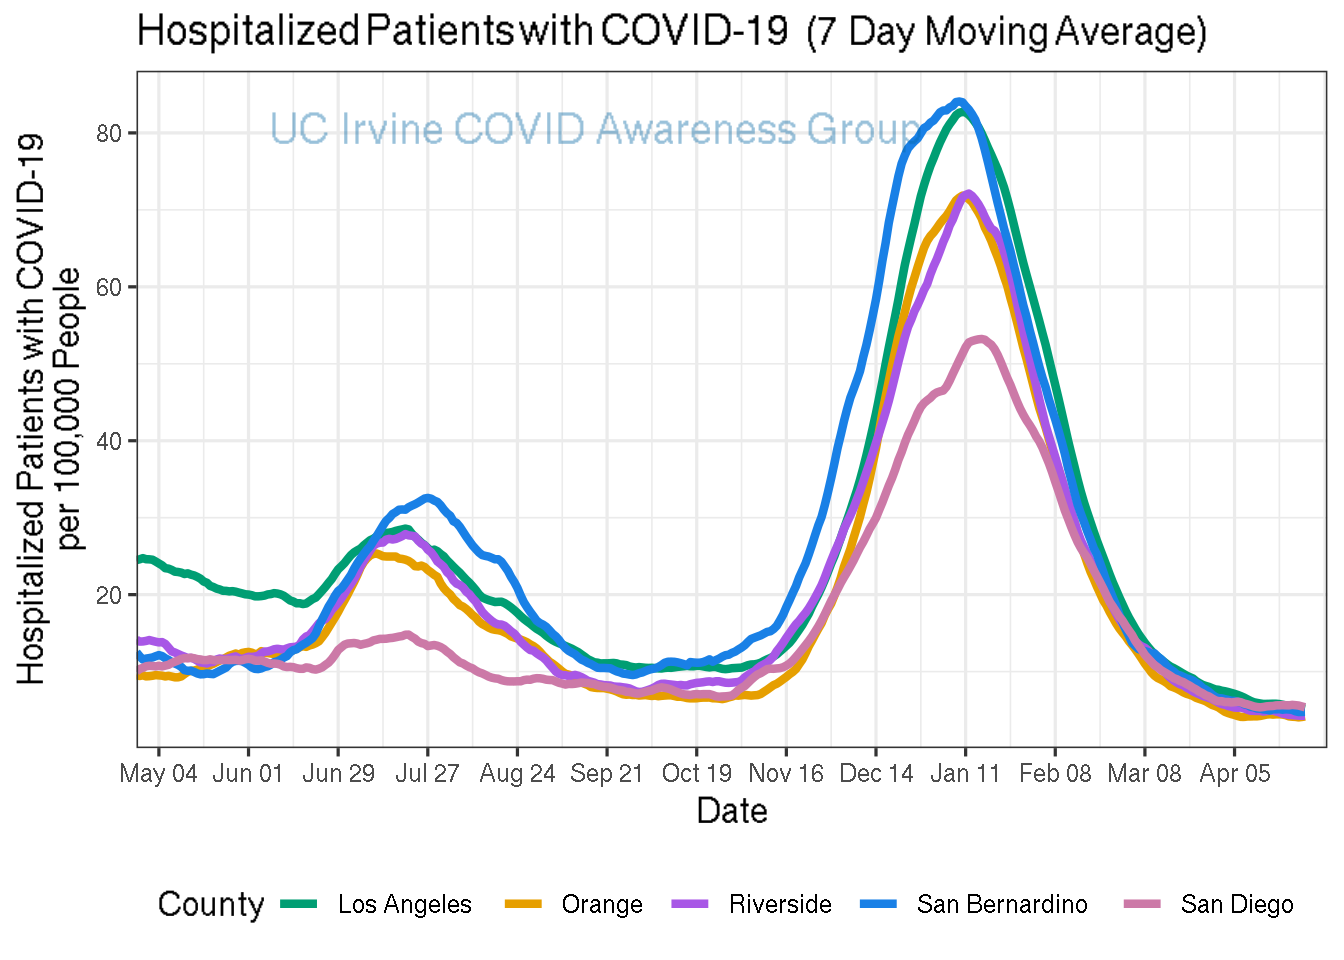 Hospitalized Patients with COVID-19 (7 Day Moving Average)
UC Irvine COVID Awareness Group
Hospitalized Patients with COVID-19
per 100,000 People
80
60
40
20
May 04 Jun 01 Jun 29 Jul 27 Aug 24 Sep 21 Oct 19 Nov 16 Dec 14 Jan 11 Feb 08 Mar 08 Apr 05
Date
County Los Angeles Orange Riverside San Bernardino San Diego